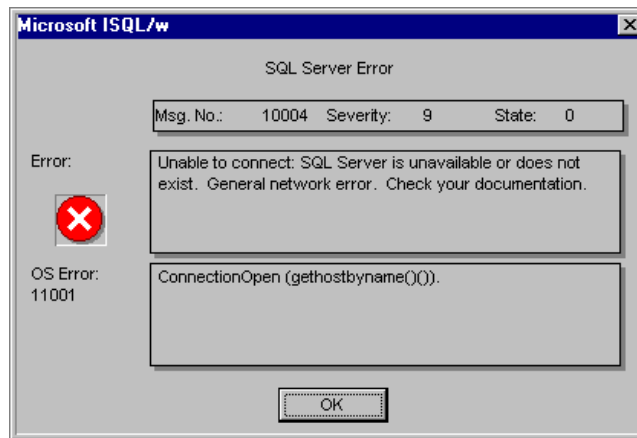 Microsoft ISQL/w
SQL Server Error
Msg. No.: 10004 Severity: 9 State: 0
Error:
Unable to connect: SQL Server is unavailable or does not
exist. General network error. Check your documentation.
OS Error:
11001
ConnectionOpen (gethostbyname()()).
OK